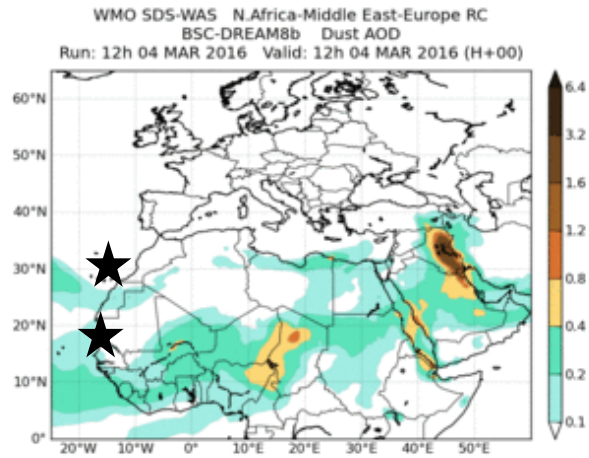 WMO SDS-WAS N.Africa-Middle East-Europe RC
BSC-DREAM8b Dust AOD
Run: 12h 04 MAR 2016 Valid: 12h 04 MAR 2016 (H+00)
60°N
50°N
40°N
30°N
20°N
10°N
0°
20°W
10°W
0°
10°E
20°E
30°E
40°E
50°E
6.4
3.2
1.6
1.2
0.8
0.4
0.2
0.1